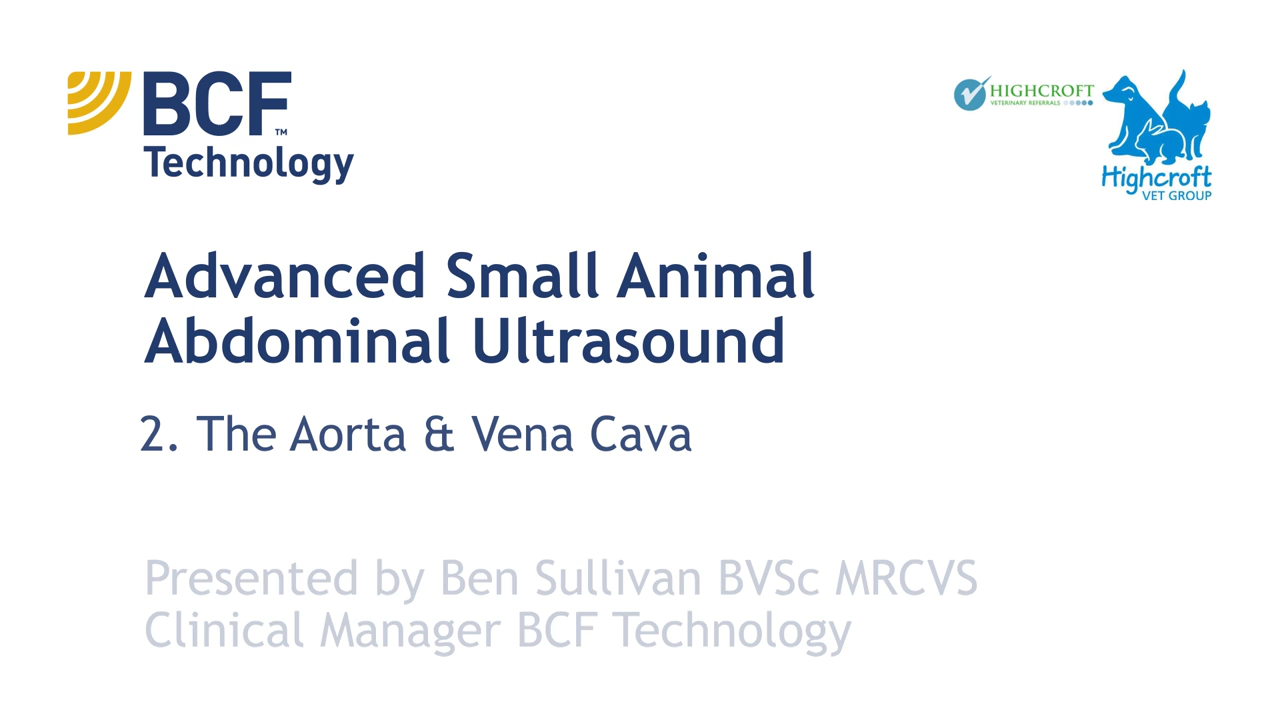 BCF™
Technology
HIGHCROFT
VETERINARY REFERRALS
Highcroft
VET GROUP
Advanced Small Animal
Abdominal Ultrasound
2. The Aorta & Vena Cava
Presented by Ben Sullivan BVSc MRCVS
Clinical Manager BCF Technology